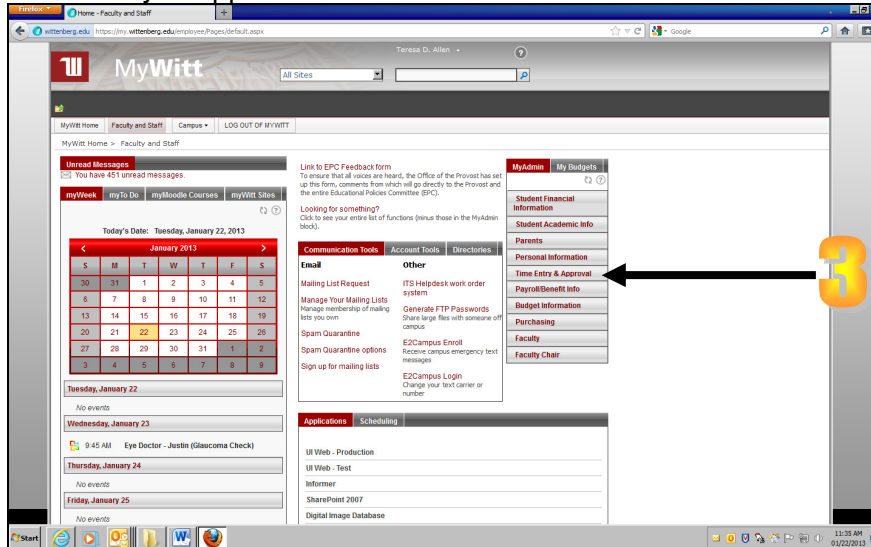 Firefox
Home - Faculty and Staff
+
wittenberg.edu https://my.wittenberg.edu/employee/Pages/default.aspx
Google
Teresa D. Allen
?
W
MyWitt
All Sites
MyWitt Home Faculty and Staff Campus LOG OUT OF MYWITT
MyWitt Home > Faculty and Staff
Unread Messages
You have 451 unread messages.
myWeek myTo Do myMoodle Courses myWitt Sites
Today's Date: Tuesday, January 22, 2013
< January 2013 >
S M T W T F S
30 31 1 2 3 4 5
6 7 8 9 10 11 12
13 14 15 16 17 18 19
20 21 22 23 24 25 26
27 28 29 30 31 1 2
3 4 5 6 7 8 9
Tuesday, January 22
No events
Wednesday, January 23
9:45 AM Eye Doctor - Justin (Glaucoma Check)
Thursday, January 24
No events
Friday, January 25
No events
Link to EPC Feedback form
To ensure that all voices are heard, the Office of the Provost has set
up this form, comments from which will go directly to the Provost and
the entire Educational Policies Committee (EPC).
Looking for something?
Click to see your entire list of functions (minus those in the MyAdmin
block).
Communication Tools Account Tools Directories
Email
Mailing List Request
Manage Your Mailing Lists
Manage membership of mailing
lists you own
Spam Quarantine
Spam Quarantine options
Sign up for mailing lists
Other
ITS Helpdesk work order
system
Generate FTP Passwords
Share large files with someone off
campus
E2Campus Enroll
Receive campus emergency text
messages
E2Campus Login
Change your text carrier or
number
Applications Scheduling
UI Web - Production
UI Web - Test
Informer
SharePoint 2007
Digital Image Database
MyAdmin My Budgets
Student Financial
Information
Student Academic Info
Parents
Personal Information
Time Entry & Approval
Payroll/Benefit Info
Budget Information
Purchasing
Faculty
Faculty Chair
3
Start
11:35 AM
01/22/2013